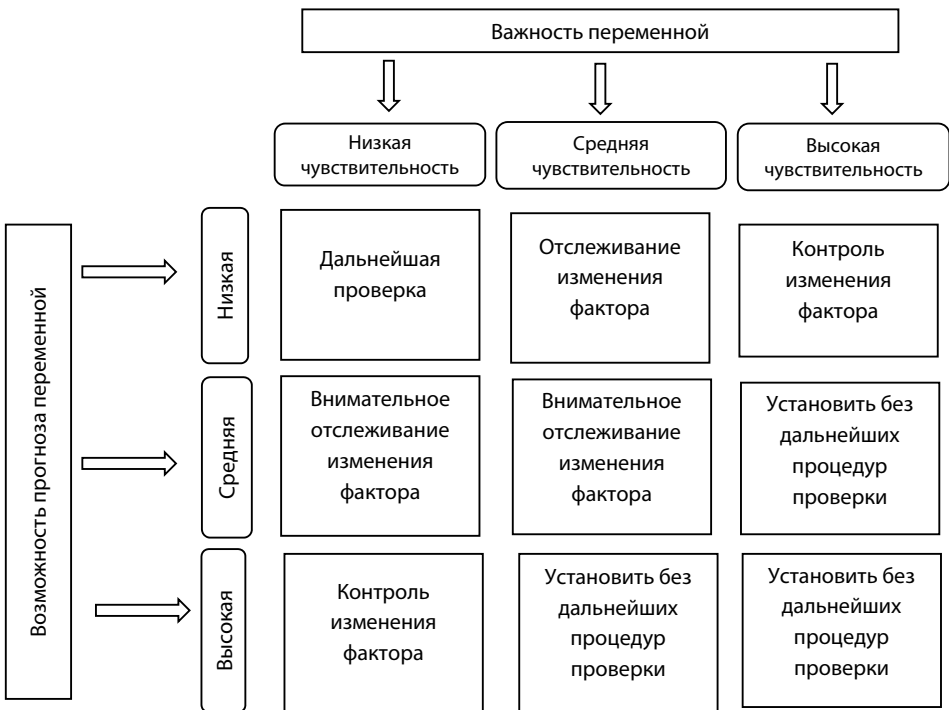 Важность переменной
Низкая
чувствительность
Средняя
чувствительность
Высокая
чувствительность
Возможность прогноза переменной
Низкая
Дальнейшая
проверка
Отслеживание
изменения
фактора
Контроль
изменения
фактора
Средняя
Внимательное
отслеживание
изменения
фактора
Внимательное
отслеживание
изменения
фактора
Установить без
дальнейших
процедур
проверки
Высокая
Контроль
изменения
фактора
Установить без
дальнейших
процедур
проверки
Установить без
дальнейших
процедур
проверки